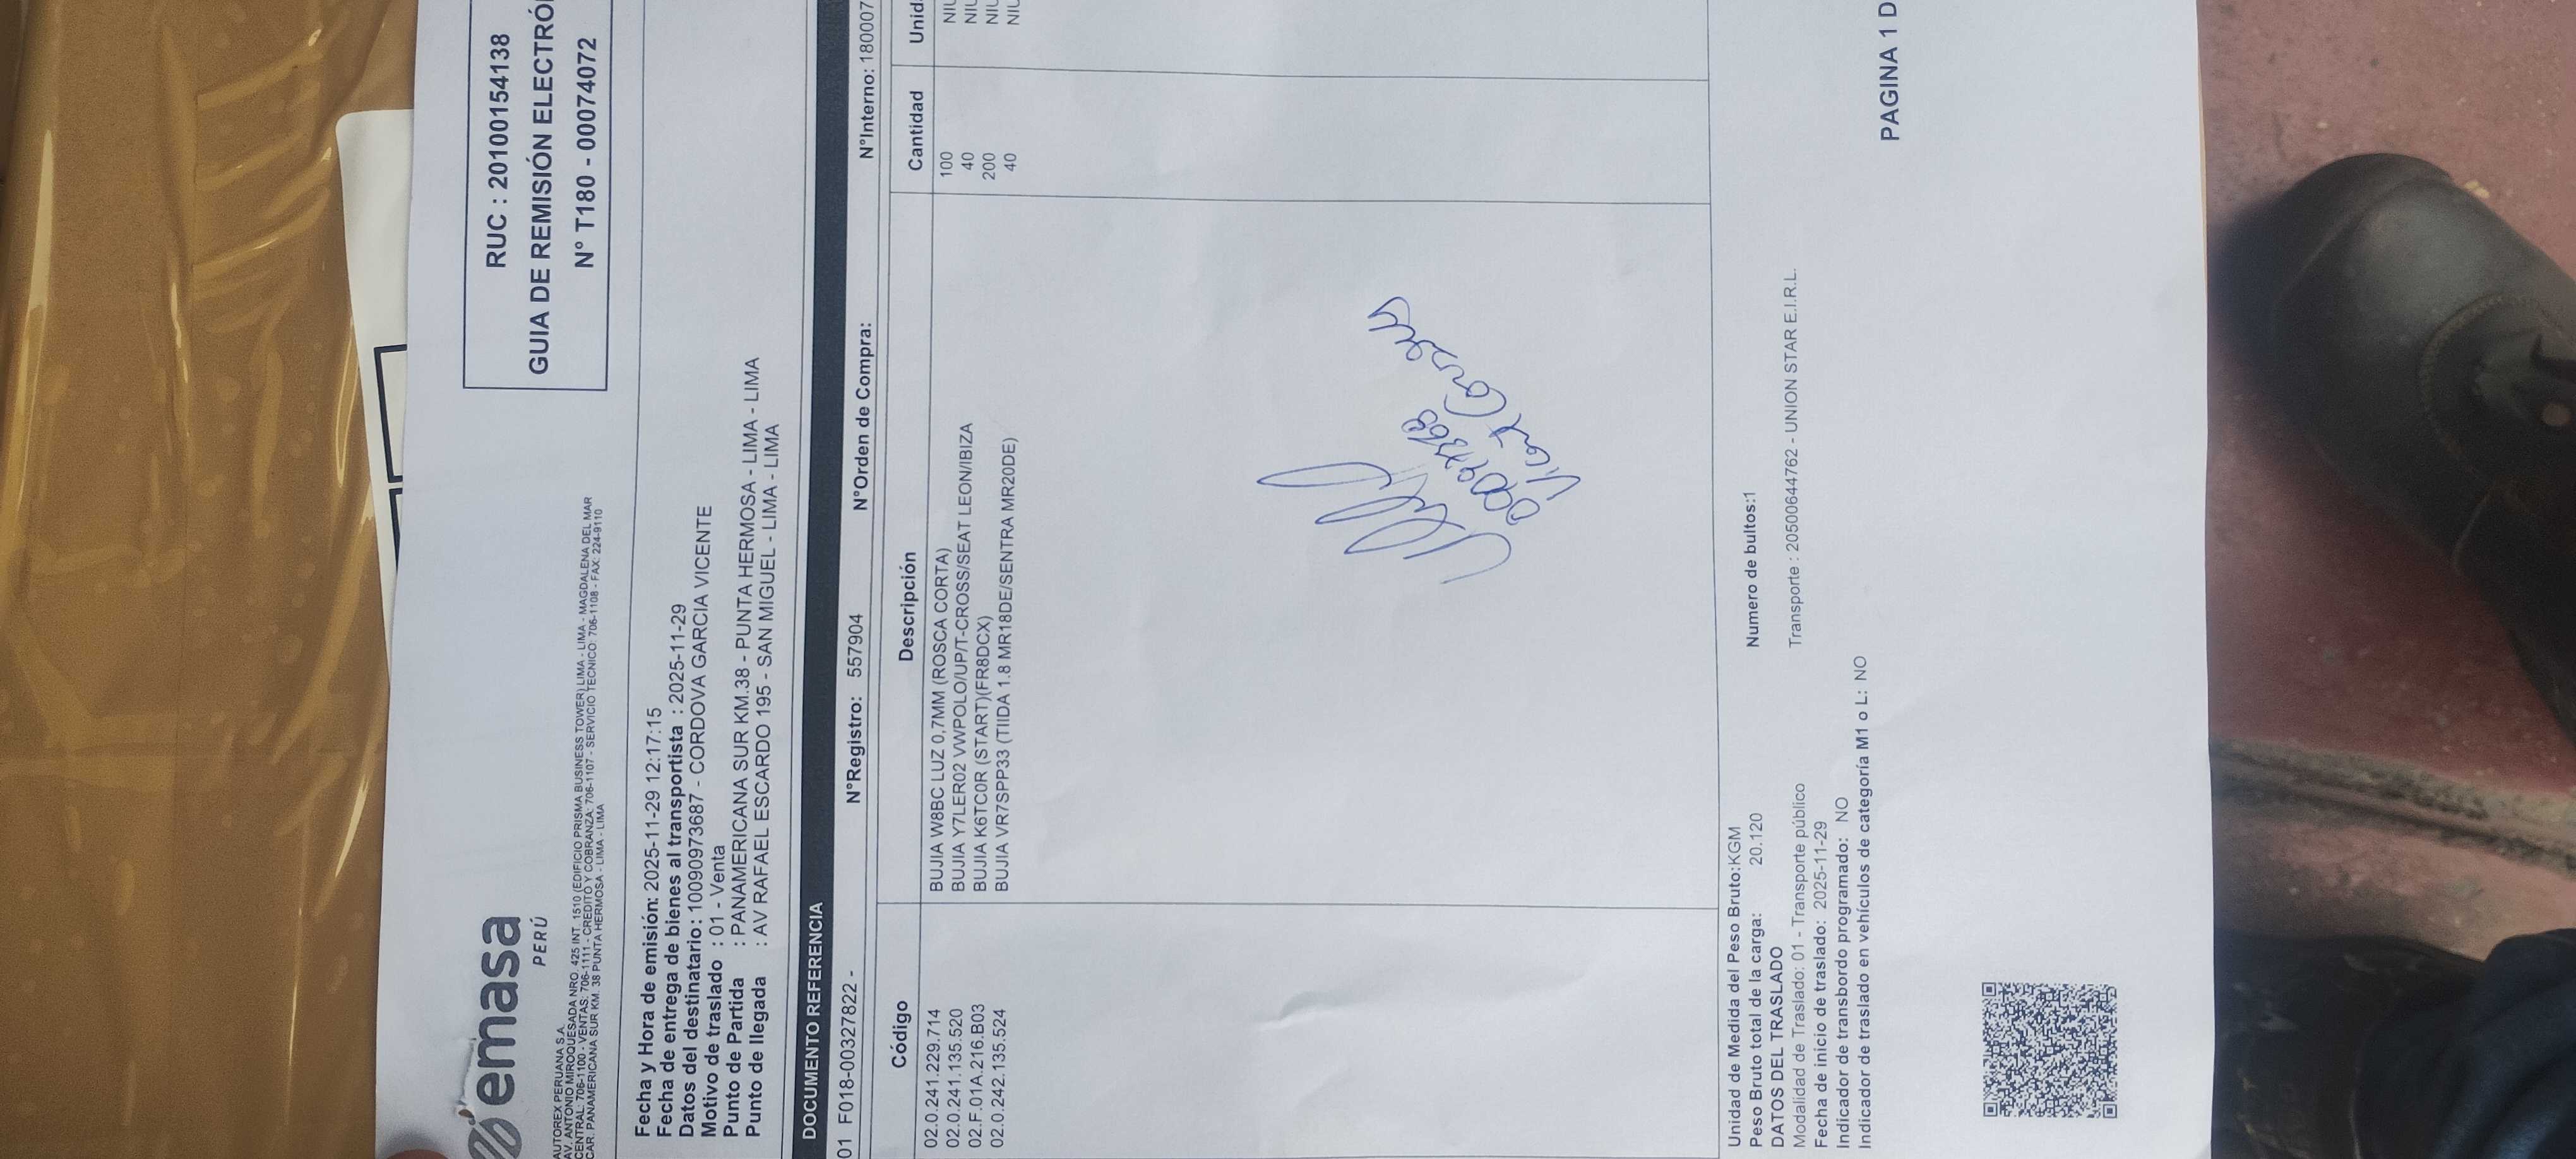 emasa
PERÚ
RUC : 20100154138
GUIA DE REMISIÓN ELECTRÓ
N° T180 - 00074072
AUTOREX PERUANA S.A.
AV. ANTONIO MIROQUESADA NRO. 425 INT. 1510 (EDIFICIO PRISMA BUSINESS TOWER) LIMA - LIMA - MAGDALENA DEL MAR
CENTRAL: 706-1100 - VENTAS: 706-1111 - CREDITO Y COBRANZA: 706-1107 - SERVICIO TECNICO: 706-1108 - FAX: 224-9110
CAR. PANAMERICANA SUR KM. 38 PUNTA HERMOSA - LIMA - LIMA
Fecha y Hora de emisión: 2025-11-29 12:17:15
Fecha de entrega de bienes al transportista : 2025-11-29
Datos del destinatario: 10090973687 - CORDOVA GARCIA VICENTE
Motivo de traslado : 01 - Venta
Punto de Partida : PANAMERICANA SUR KM.38 - PUNTA HERMOSA - LIMA - LIMA
Punto de llegada : AV RAFAEL ESCARDO 195 - SAN MIGUEL - LIMA - LIMA
DOCUMENTO REFERENCIA
01 F018-00327822 - N°Registro: 557904 N°Orden de Compra: N°Interno: 1800007
Código Descripción Cantidad Unid
02.0.241.229.714 BUJIA W8BC LUZ 0,7MM (ROSCA CORTA) 100 NIU
02.0.241.135.520 BUJIA Y7LER02 VWPOLO/UP/T-CROSS/SEAT LEON/IBIZA 40 NIU
02.F.01A.216.B03 BUJIA K6TC0R (START)(FR8DCX) 200 NIU
02.0.242.135.524 BUJIA VR7SPP33 (TIIDA 1.8 MR18DE/SENTRA MR20DE) 40 NIU
Unidad de Medida del Peso Bruto:KGM
Peso Bruto total de la carga: 20.120 Numero de bultos:1
DATOS DEL TRASLADO
Modalidad de Traslado: 01 - Transporte público Transporte : 20500644762 - UNION STAR E.I.R.L.
Fecha de inicio de traslado: 2025-11-29
Indicador de transbordo programado: NO
Indicador de traslado en vehículos de categoría M1 o L: NO
PAGINA 1 D